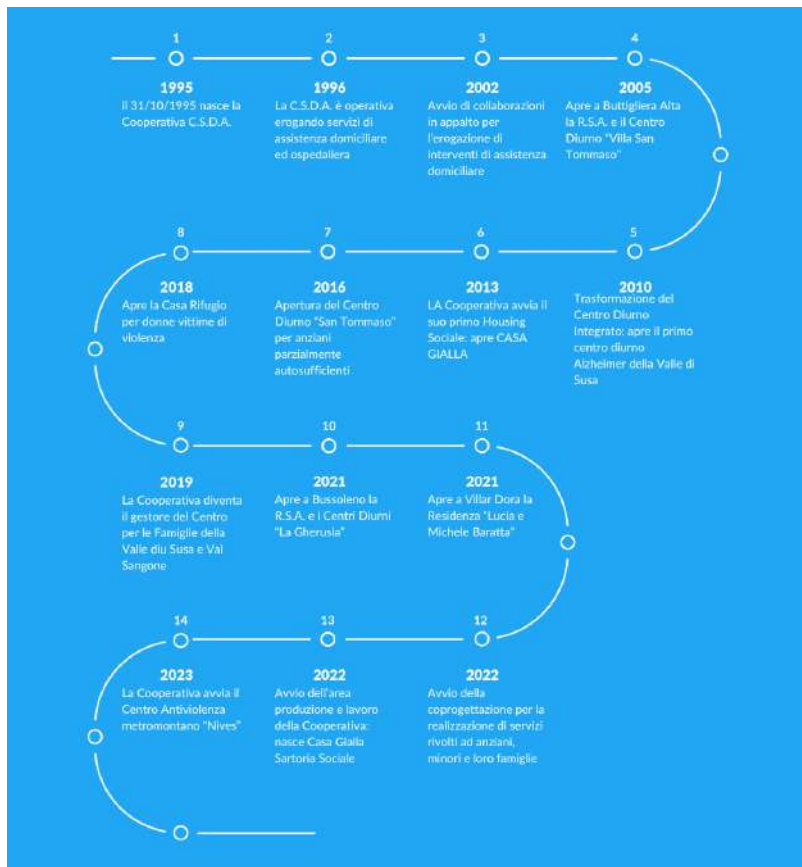 1
1995
il 31/10/1995 nasce la
Cooperativa C.S.D.A.
2
1996
La C.S.D.A. è operativa
erogando servizi di
assistenza domiciliare
ed ospedaliera
3
2002
Avvio di collaborazioni
in appalto per
l'erogazione di
interventi di assistenza
domiciliare
4
2005
Apre a Buttigliera Alta
la R.S.A. e il Centro
Diurno "Villa San
Tommaso"
5
2010
Trasformazione del
Centro Diurno
Integrato: apre il primo
centro diurno
Alzheimer della Valle di
Susa
6
2013
LA Cooperativa avvia il
suo primo Housing
Sociale: apre CASA
GIALLA
7
2016
Apertura del Centro
Diurno "San Tommaso"
per anziani
parzialmente
autosufficienti
8
2018
Apre la Casa Rifugio
per donne vittime di
violenza
9
2019
La Cooperativa diventa
il gestore del Centro
per le Famiglie della
Valle diu Susa e Val
Sangone
10
2021
Apre a Bussoleno la
R.S.A. e i Centri Diurni
"La Gherusia"
11
2021
Apre a Villar Dora la
Residenza "Lucia e
Michele Baratta"
12
2022
Avvio della
coprogettazione per la
realizzazione di servizi
rivolti ad anziani,
minori e loro famiglie
13
2022
Avvio dell'area
produzione e lavoro
della Cooperativa:
nasce Casa Gialla
Sartoria Sociale
14
2023
La Cooperativa avvia il
Centro Antiviolenza
metromontano "Nives"